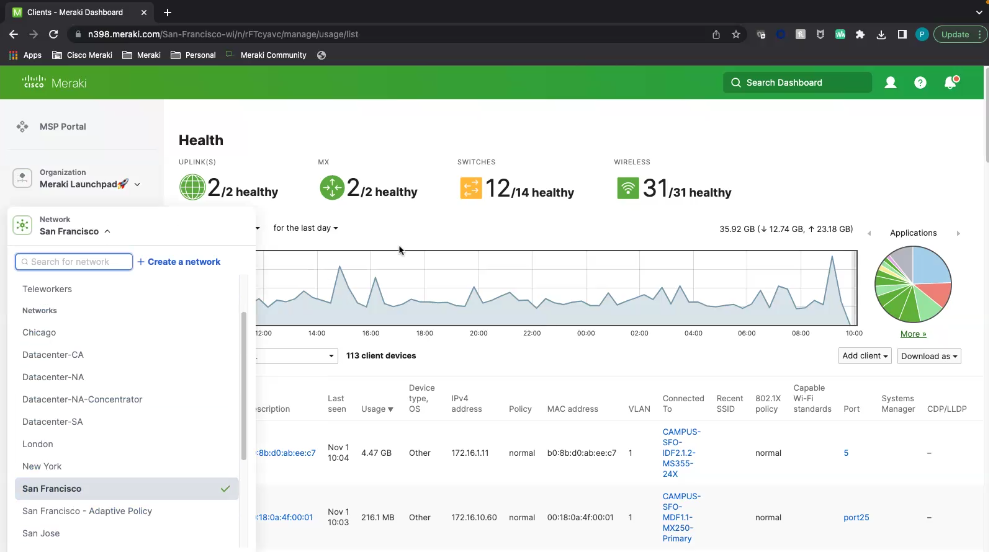 Clients - Meraki Dashboard
n398.meraki.com/San-Francisco-wi/n/rFTcyavc/manage/usage/list
Update
Apps
Cisco Meraki
Meraki
Personal
Meraki Community
CISCO Meraki
Search Dashboard
MSP Portal
Organization
Meraki Launchpad🚀
Network
San Francisco
Search for network
+ Create a network
Teleworkers
Networks
Chicago
Datacenter-CA
Datacenter-NA
Datacenter-NA-Concentrator
Datacenter-SA
London
New York
San Francisco
San Francisco - Adaptive Policy
San Jose
Health
UPLINK(S)
2/2 healthy
MX
2/2 healthy
SWITCHES
12/14 healthy
WIRELESS
31/31 healthy
for the last day
35.92 GB (↓ 12.74 GB, ↑ 23.18 GB)
Applications
More »
12:00 14:00 16:00 18:00 20:00 22:00 00:00 02:00 04:00 06:00 08:00 10:00
113 client devices
Add client
Download as
escription
Last seen
Usage ▼
Device type, OS
IPv4 address
Policy
MAC address
VLAN
Connected To
Recent SSID
802.1X policy
Capable Wi-Fi standards
Port
Systems Manager
CDP/LLDP
:8b:d0:ab:ee:c7
Nov 1 10:04
4.47 GB
Other
172.16.1.11
normal
b0:8b:d0:ab:ee:c7
1
CAMPUS-
SFO-
IDF2.1.2-
MS355-
24X
normal
5
–
18:0a:4f:00:01
Nov 1 10:03
216.1 MB
Other
172.16.10.60
normal
00:18:0a:4f:00:01
1
CAMPUS-
SFO-
MDF1.1-
MX250-
Primary
normal
port25
–